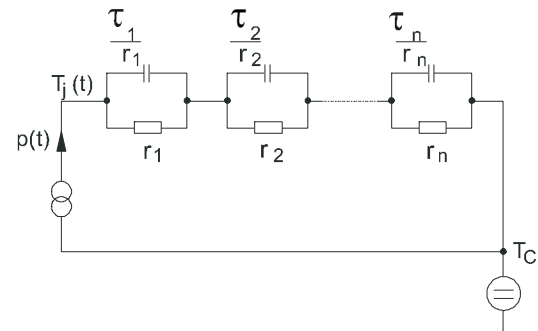 τ1/r1 τ2/r2 τn/rn
Tj (t)
p(t)
r1 r2 rn
TC